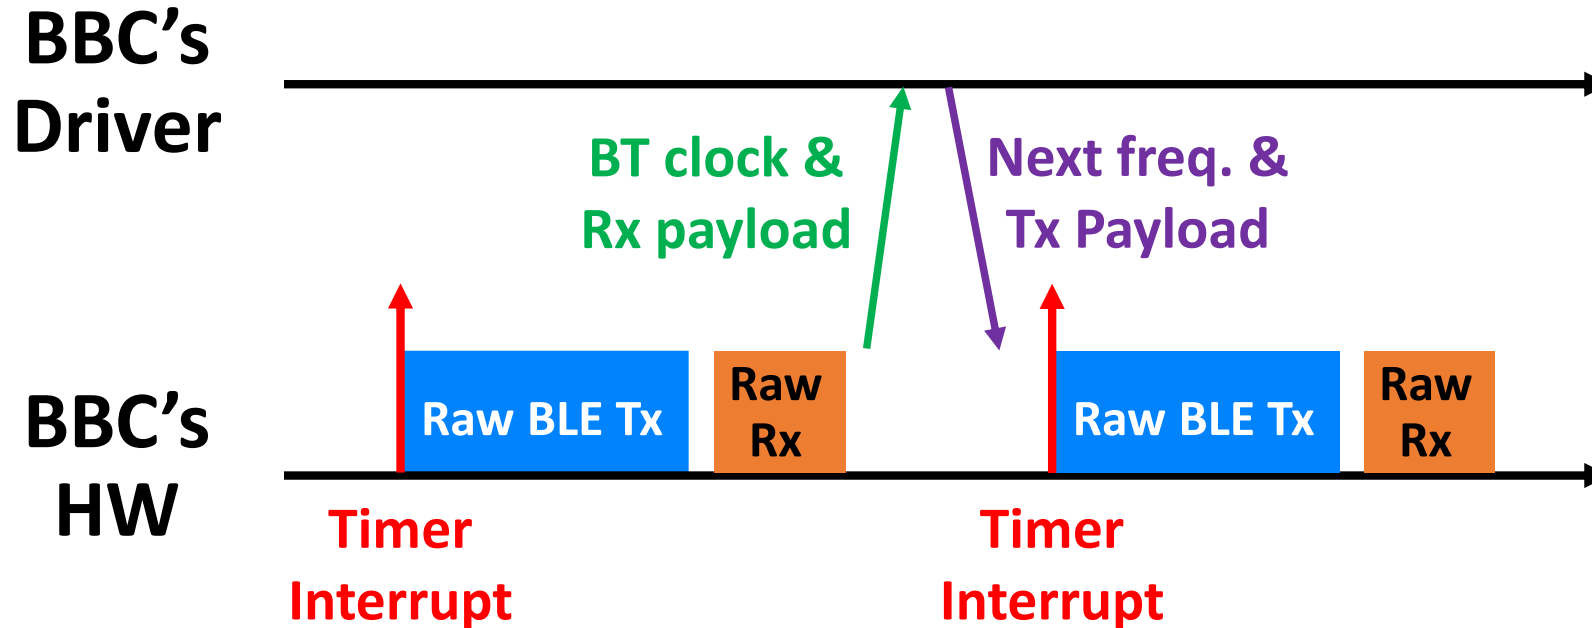 BBC’s
Driver
BT clock &
Rx payload
Next freq. &
Tx Payload
BBC’s
HW
Raw BLE Tx
Raw
Rx
Raw BLE Tx
Raw
Rx
Timer
Interrupt
Timer
Interrupt